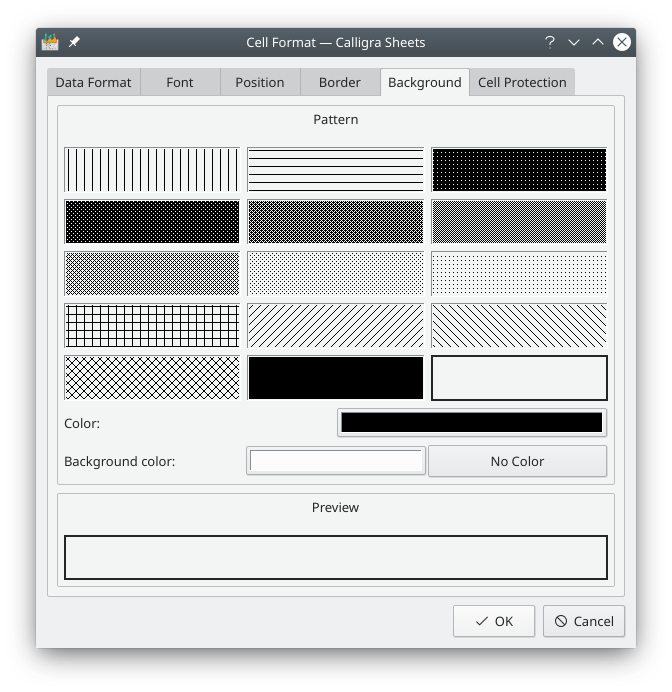 Cell Format — Calligra Sheets
Data Format Font Position Border Background Cell Protection
Pattern
Color:
Background color: No Color
Preview
OK Cancel